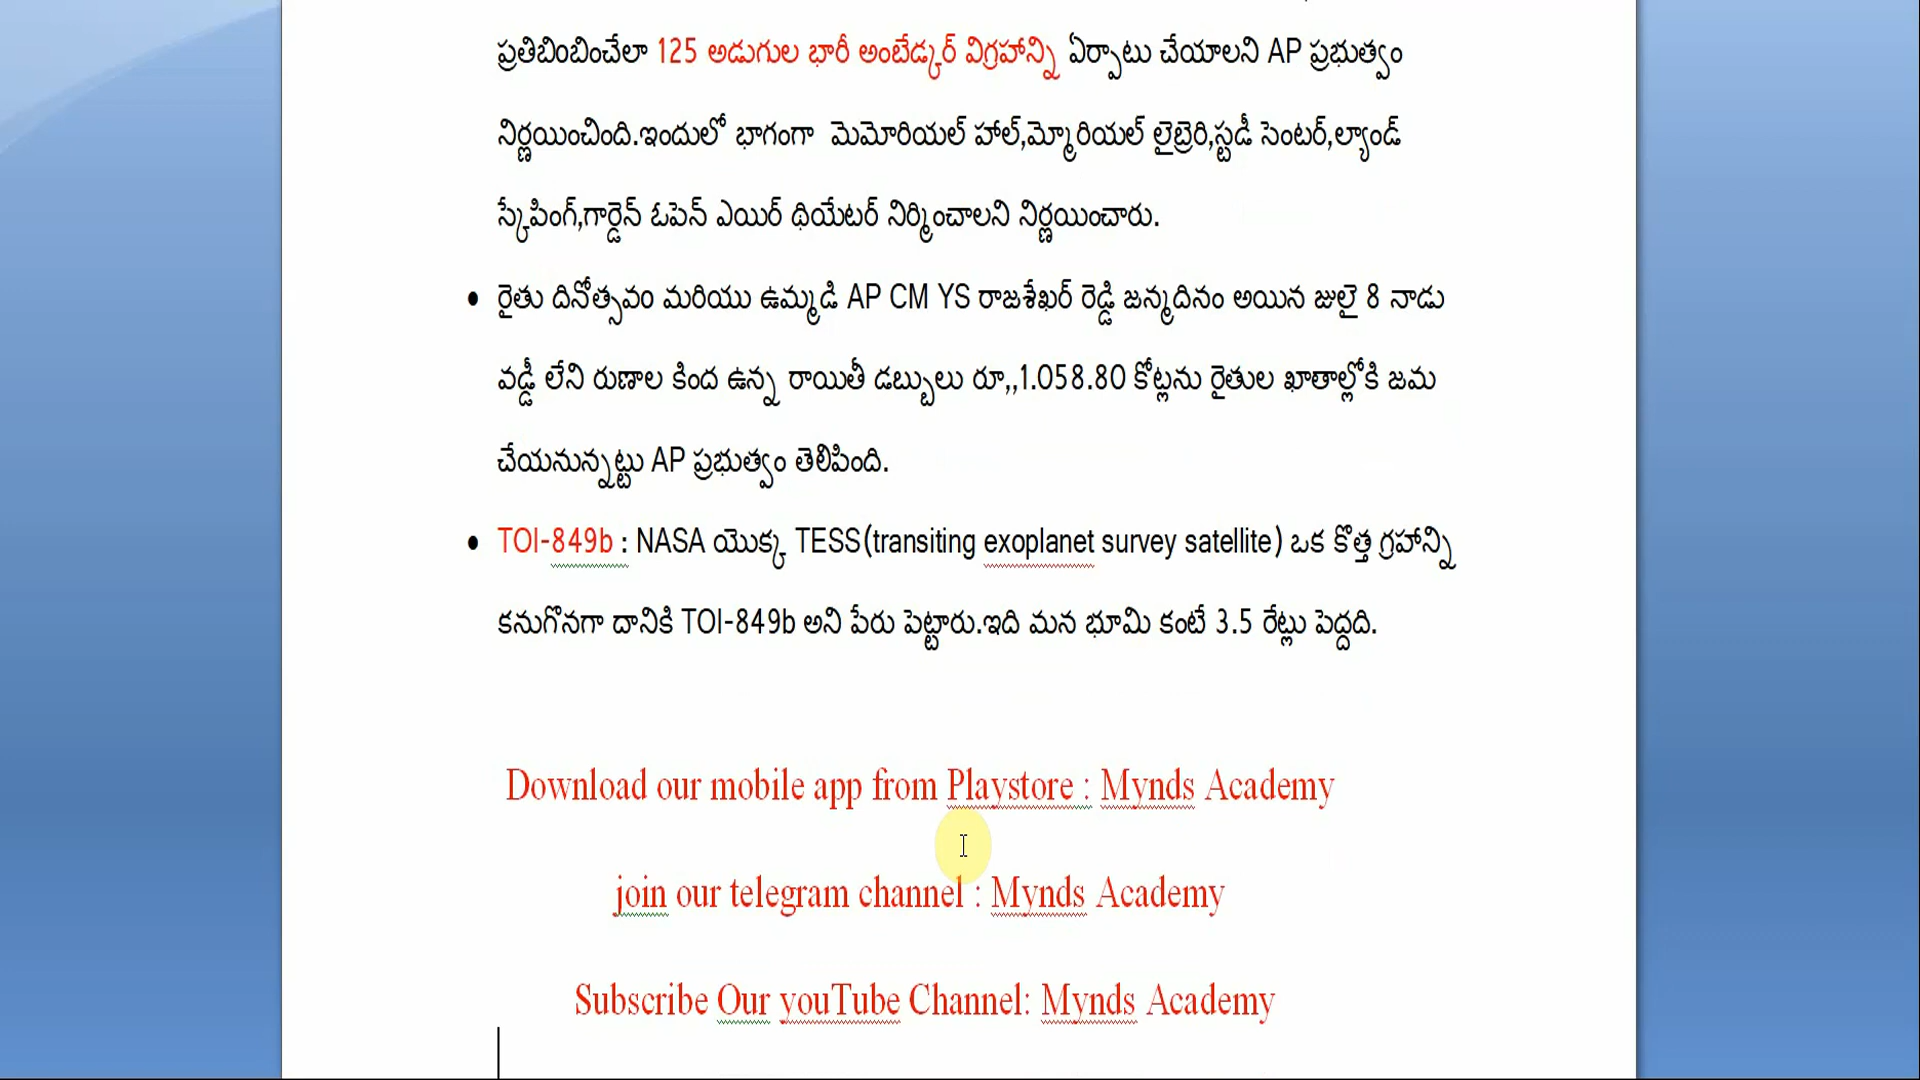 ప్రతిబింబించేలా 125 అడుగుల భారీ అంబేడ్కర్ విగ్రహాన్ని ఏర్పాటు చేయాలని AP ప్రభుత్వం
నిర్ణయించింది.ఇందులో భాగంగా మెమోరియల్ హాల్,మ్మోరియల్ లైబ్రెరి,స్టడీ సెంటర్,ల్యాండ్
స్కేపింగ్,గార్డెన్ ఓపెన్ ఎయిర్ థియేటర్ నిర్మించాలని నిర్ణయించారు.
• రైతు దినోత్సవం మరియు ఉమ్మడి AP CM YS రాజశేఖర్ రెడ్డి జన్మదినం అయిన జులై 8 నాడు
వడ్డీ లేని రుణాల కింద ఉన్న రాయితీ డబ్బులు రూ,,1.058.80 కోట్లను రైతుల ఖాతాల్లోకి జమ
చేయనున్నట్టు AP ప్రభుత్వం తెలిపింది.
• TOI-849b : NASA యొక్క TESS(transiting exoplanet survey satellite) ఒక కొత్త గ్రహాన్ని
కనుగొనగా దానికి TOI-849b అని పేరు పెట్టారు.ఇది మన భూమి కంటే 3.5 రేట్లు పెద్దది.
Download our mobile app from Playstore : Mynds Academy
join our telegram channel : Mynds Academy
Subscribe Our youTube Channel: Mynds Academy